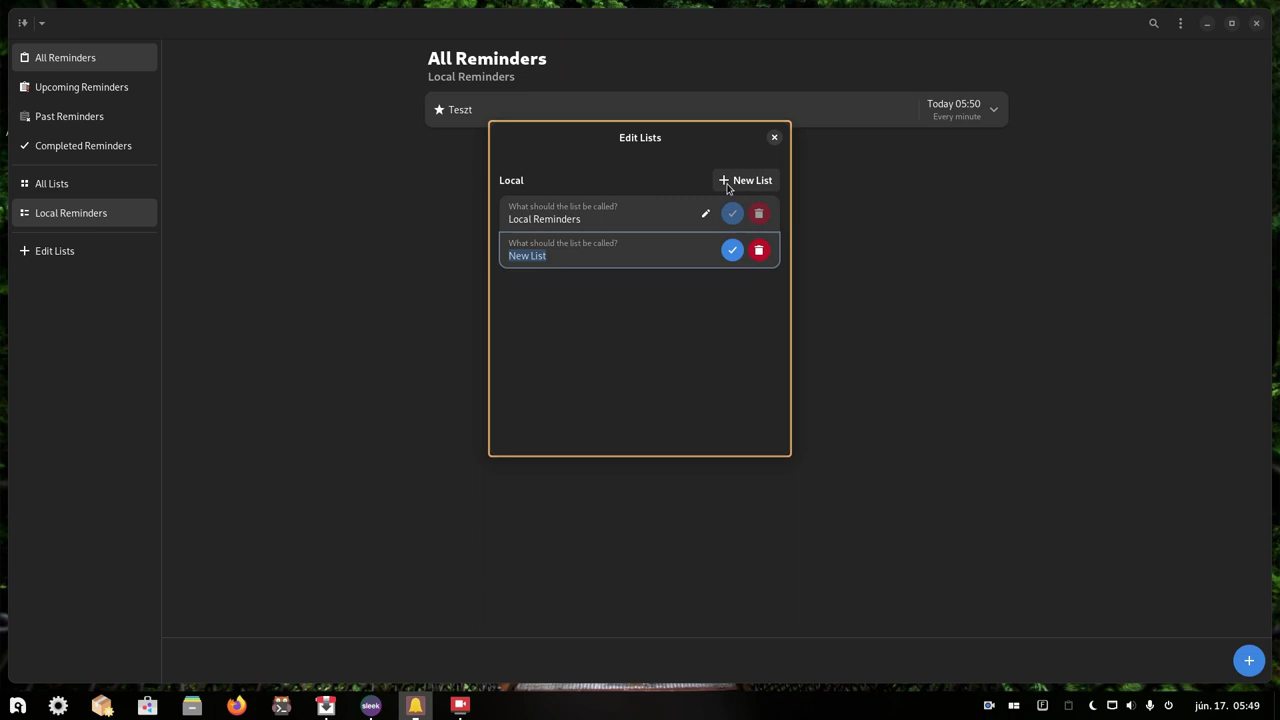 All Reminders
Upcoming Reminders
Past Reminders
Completed Reminders
All Lists
Local Reminders
Edit Lists
All Reminders
Local Reminders
Teszt
Today 05:50
Every minute
Edit Lists
Local
New List
What should the list be called?
Local Reminders
What should the list be called?
New List
sleek
jún. 17. 05:49